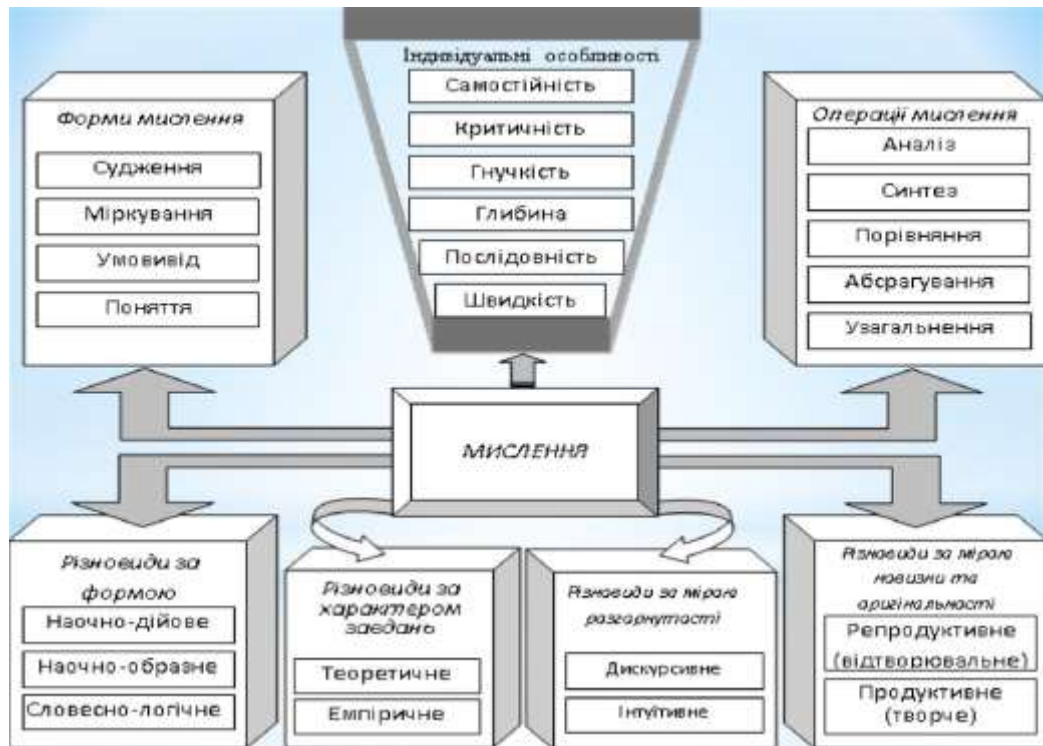 Індивідуальні особливості
Самостійність
Критичність
Гнучкість
Глибина
Послідовність
Швидкість
Форми мислення
Судження
Міркування
Умовивід
Поняття
Операції мислення
Аналіз
Синтез
Порівняння
Абсрагування
Узагальнення
МИСЛЕННЯ
Різновиди за
формою
Наочно-дійове
Наочно-образне
Словесно-логічне
Різновиди за
характером
завдань
Теоретичне
Емпіричне
Різновиди за мірою
розгорнутості
Дискурсивне
Інтуїтивне
Різновиди за мірою
новизни та
оригінальності
Репродуктивне
(відтворювальне)
Продуктивне
(творче)